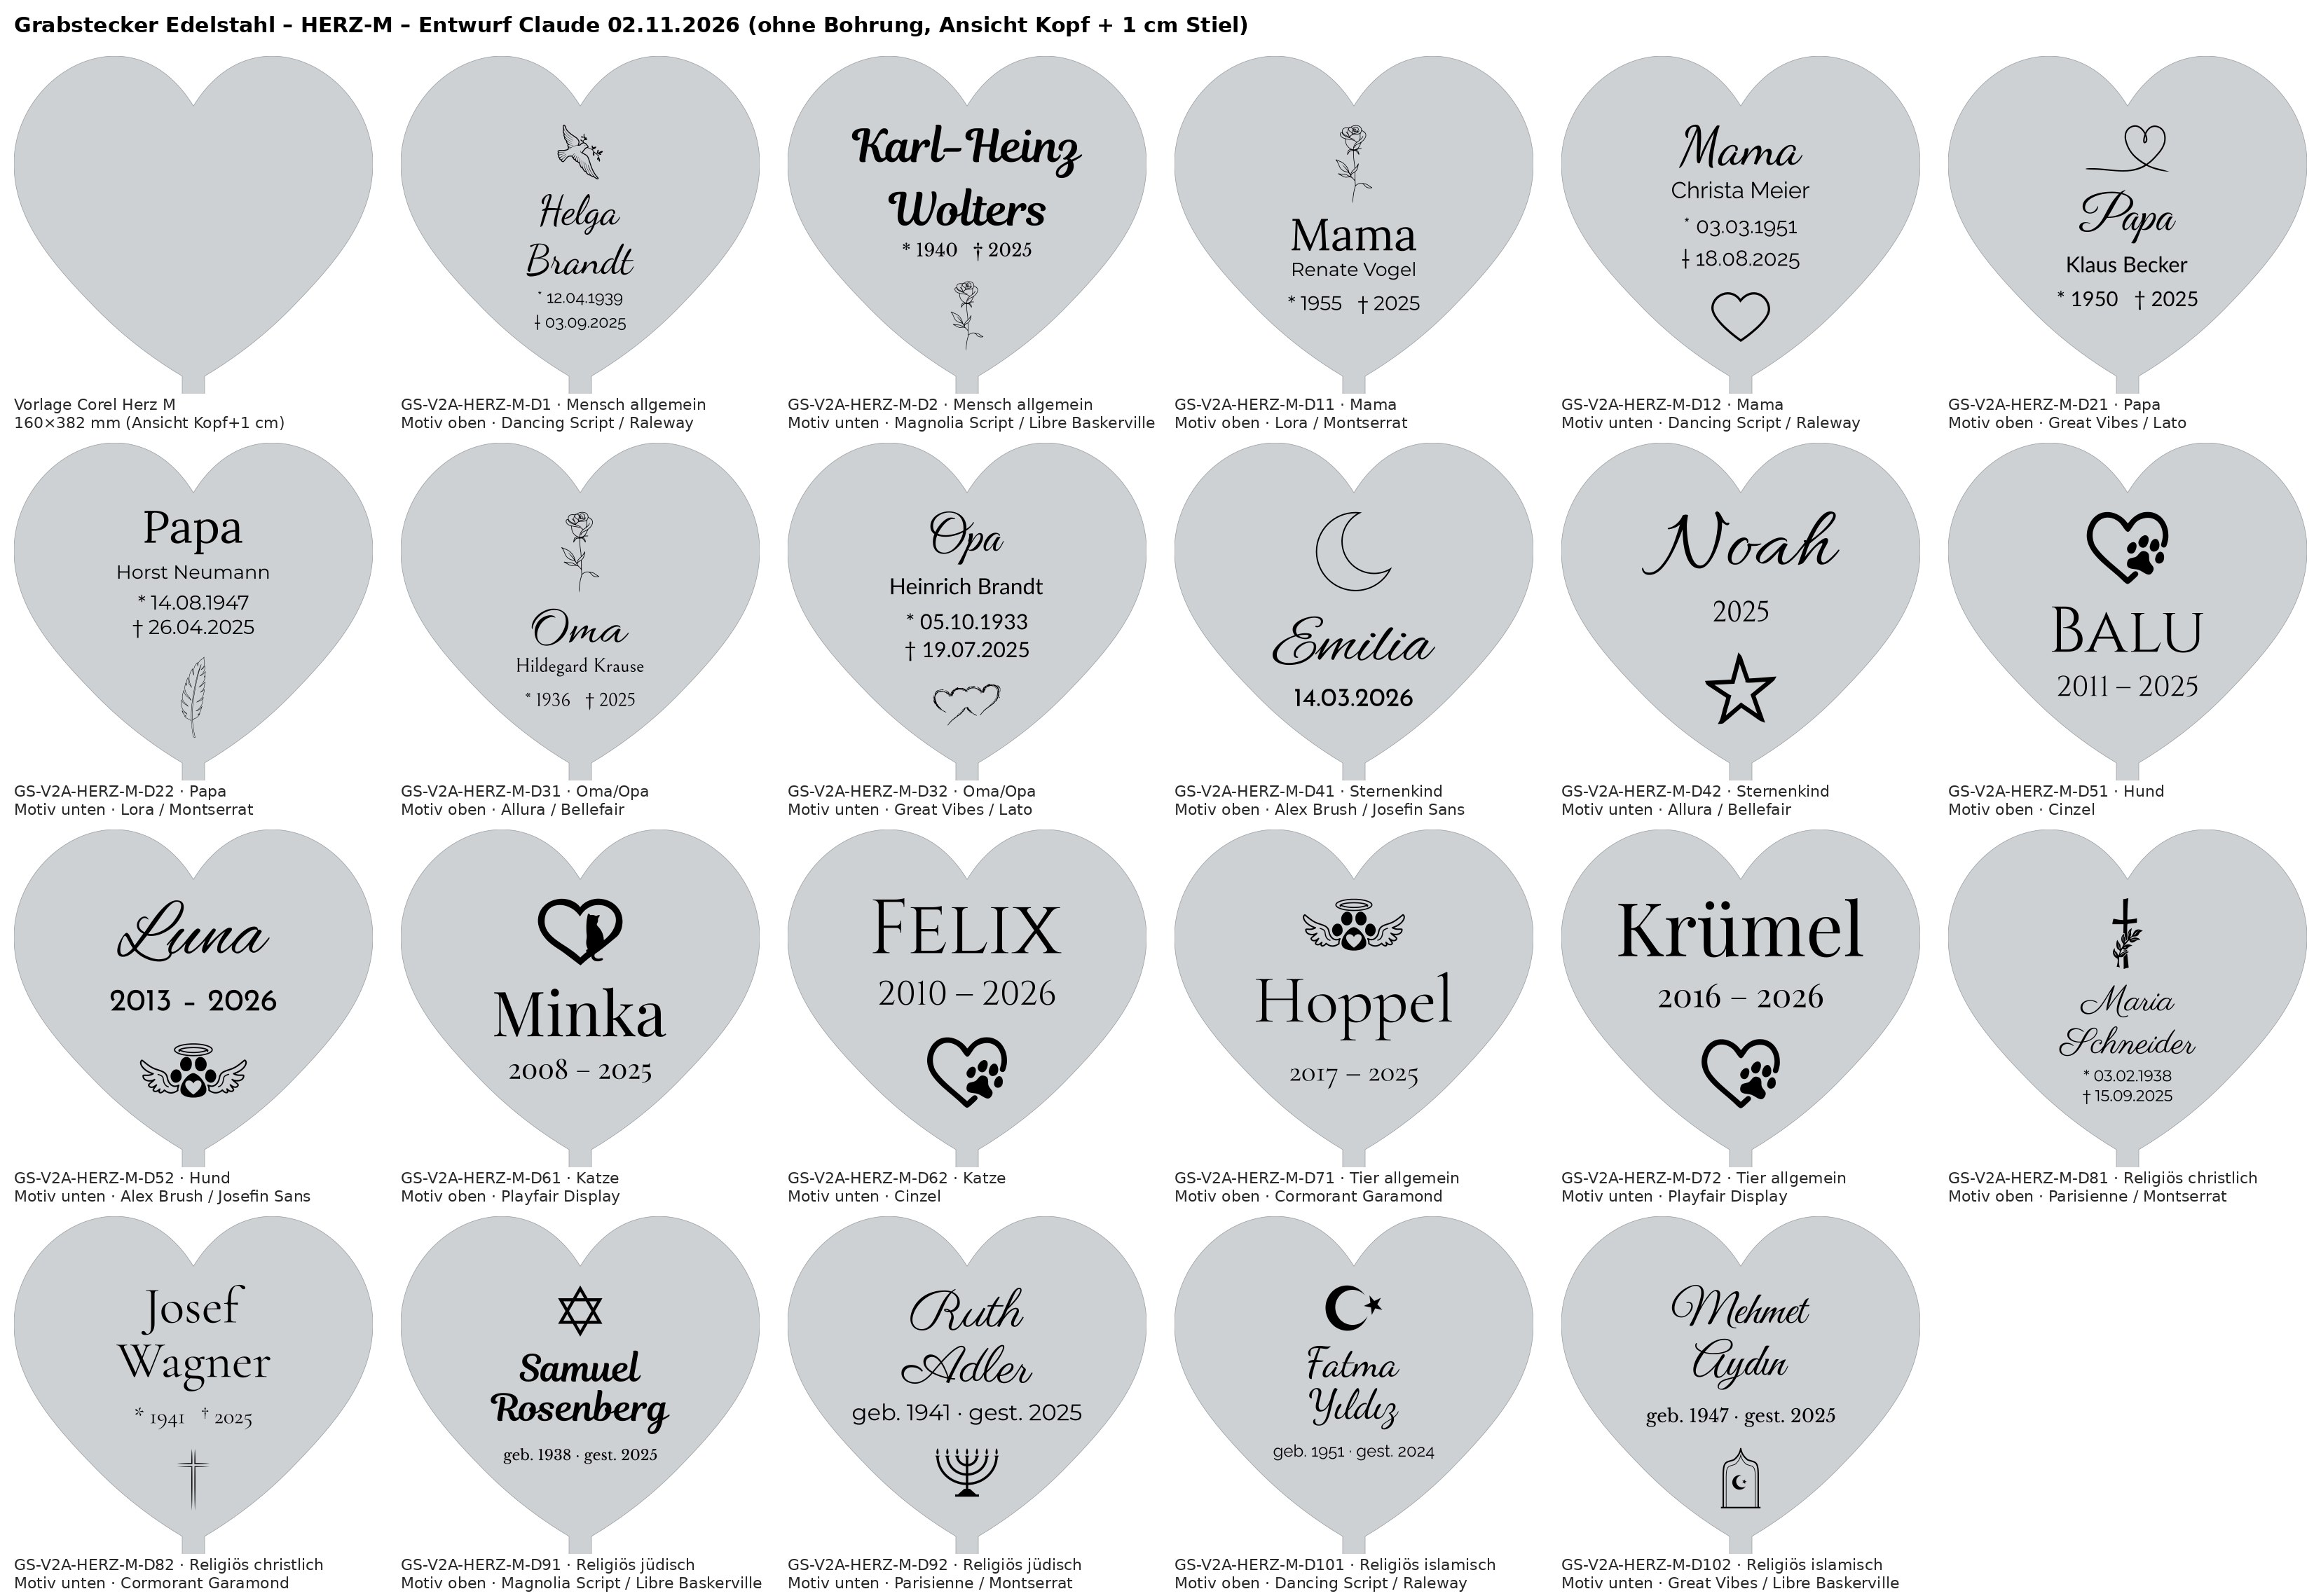 Grabstecker Edelstahl – HERZ-M – Entwurf Claude 02.11.2026 (ohne Bohrung, Ansicht Kopf + 1 cm Stiel)
Vorlage Corel Herz M
160×382 mm (Ansicht Kopf+1 cm)
Helga
Brandt
* 12.04.1939
† 03.09.2025
GS-V2A-HERZ-M-D1 · Mensch allgemein
Motiv oben · Dancing Script / Raleway
Karl-Heinz
Wolters
* 1940 † 2025
GS-V2A-HERZ-M-D2 · Mensch allgemein
Motiv unten · Magnolia Script / Libre Baskerville
Mama
Renate Vogel
* 1955 † 2025
GS-V2A-HERZ-M-D11 · Mama
Motiv oben · Lora / Montserrat
Mama
Christa Meier
* 03.03.1951
† 18.08.2025
GS-V2A-HERZ-M-D12 · Mama
Motiv unten · Dancing Script / Raleway
Papa
Klaus Becker
* 1950 † 2025
GS-V2A-HERZ-M-D21 · Papa
Motiv oben · Great Vibes / Lato
Papa
Horst Neumann
* 14.08.1947
† 26.04.2025
GS-V2A-HERZ-M-D22 · Papa
Motiv unten · Lora / Montserrat
Oma
Hildegard Krause
* 1936 † 2025
GS-V2A-HERZ-M-D31 · Oma/Opa
Motiv oben · Allura / Bellefair
Opa
Heinrich Brandt
* 05.10.1933
† 19.07.2025
GS-V2A-HERZ-M-D32 · Oma/Opa
Motiv unten · Great Vibes / Lato
Emilia
14.03.2026
GS-V2A-HERZ-M-D41 · Sternenkind
Motiv oben · Alex Brush / Josefin Sans
Noah
2025
GS-V2A-HERZ-M-D42 · Sternenkind
Motiv unten · Allura / Bellefair
BALU
2011 – 2025
GS-V2A-HERZ-M-D51 · Hund
Motiv oben · Cinzel
Luna
2013 – 2026
GS-V2A-HERZ-M-D52 · Hund
Motiv unten · Alex Brush / Josefin Sans
Minka
2008 – 2025
GS-V2A-HERZ-M-D61 · Katze
Motiv oben · Playfair Display
FELIX
2010 – 2026
GS-V2A-HERZ-M-D62 · Katze
Motiv unten · Cinzel
Hoppel
2017 – 2025
GS-V2A-HERZ-M-D71 · Tier allgemein
Motiv oben · Cormorant Garamond
Krümel
2016 – 2026
GS-V2A-HERZ-M-D72 · Tier allgemein
Motiv unten · Playfair Display
Maria
Schneider
* 03.02.1938
† 15.09.2025
GS-V2A-HERZ-M-D81 · Religiös christlich
Motiv oben · Parisienne / Montserrat
Josef
Wagner
* 1941 † 2025
GS-V2A-HERZ-M-D82 · Religiös christlich
Motiv unten · Cormorant Garamond
Samuel
Rosenberg
geb. 1938 · gest. 2025
GS-V2A-HERZ-M-D91 · Religiös jüdisch
Motiv oben · Magnolia Script / Libre Baskerville
Ruth
Adler
geb. 1941 · gest. 2025
GS-V2A-HERZ-M-D92 · Religiös jüdisch
Motiv unten · Parisienne / Montserrat
Fatma
Yıldız
geb. 1951 · gest. 2024
GS-V2A-HERZ-M-D101 · Religiös islamisch
Motiv oben · Dancing Script / Raleway
Mehmet
Aydın
geb. 1947 · gest. 2025
GS-V2A-HERZ-M-D102 · Religiös islamisch
Motiv unten · Great Vibes / Libre Baskerville